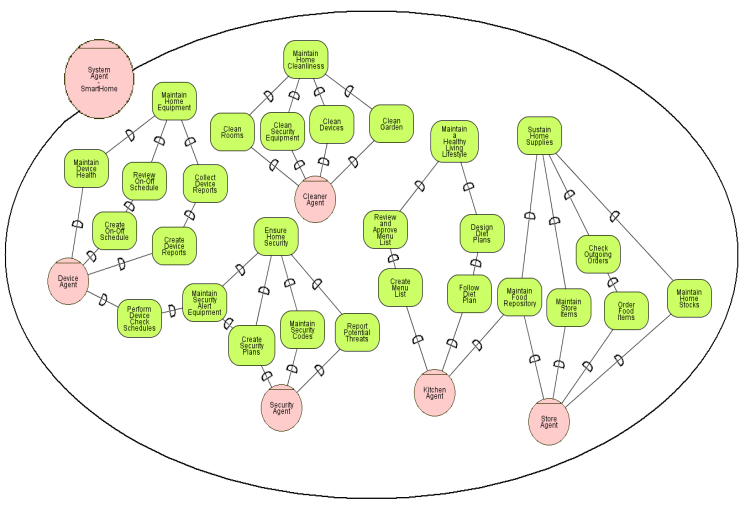 System
Agent
-
SmartHome
Maintain
Home
Equipment
Maintain
Home
Cleanliness
Clean
Rooms
Clean
Security
Equipment
Clean
Devices
Clean
Garden
Maintain
a
Healthy
Living
Lifestyle
Sustain
Home
Supplies
Maintain
Device
Health
Review
On-Off
Schedule
Collect
Device
Reports
Cleaner
Agent
Create
On-Off
Schedule
Create
Device
Reports
Ensure
Home
Security
Review
and
Approve
Menu
List
Design
Diet
Plans
Check
Outgoing
Orders
Device
Agent
Perform
Device
Check
Schedules
Maintain
Security
Alert
Equipment
Create
Security
Plans
Maintain
Security
Codes
Report
Potential
Threats
Create
Menu
List
Follow
Diet
Plan
Maintain
Food
Repository
Maintain
Store
Items
Order
Food
Items
Maintain
Home
Stocks
Security
Agent
Kitchen
Agent
Store
Agent